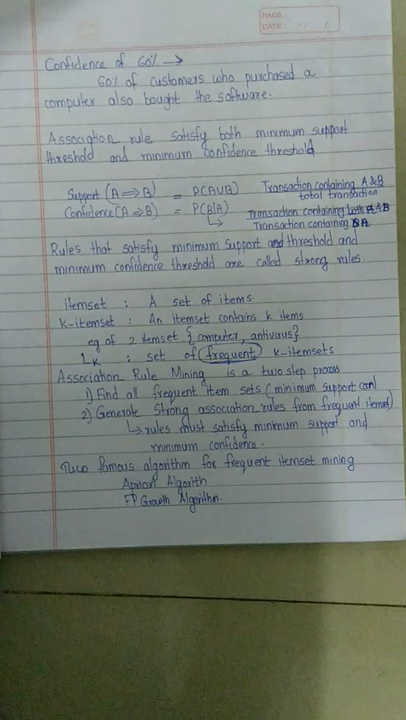 PAGE :
DATE : / /
Confidence of 60% →
60% of customers who purchased a
computer also bought the software.
Association rule satisfy both minimum support
threshold and minimum confidence threshold
Support (A ⟹ B) = P(A∪B) Transaction containing A & B
total transaction
Confidence (A ⟹ B) = P(B|A) Transaction containing both A & B
↳ Transaction containing A
Rules that satisfy minimum support and threshold and
minimum confidence threshold are called strong rules.
itemset : A set of items.
K-itemset : An itemset contains k items
eg of 2 itemset { computer, antivirus}
Lk : set of frequent k-itemsets
Association Rule Mining is a two step process
1) Find all frequent item sets (minimum support
2) Generate strong association rules from frequent
↳ rules must satisfy minimum support and
minimum confidence.
Two famous algorithm for frequent itemset mining
Apriori Algorith
FP Growth Algorithm.